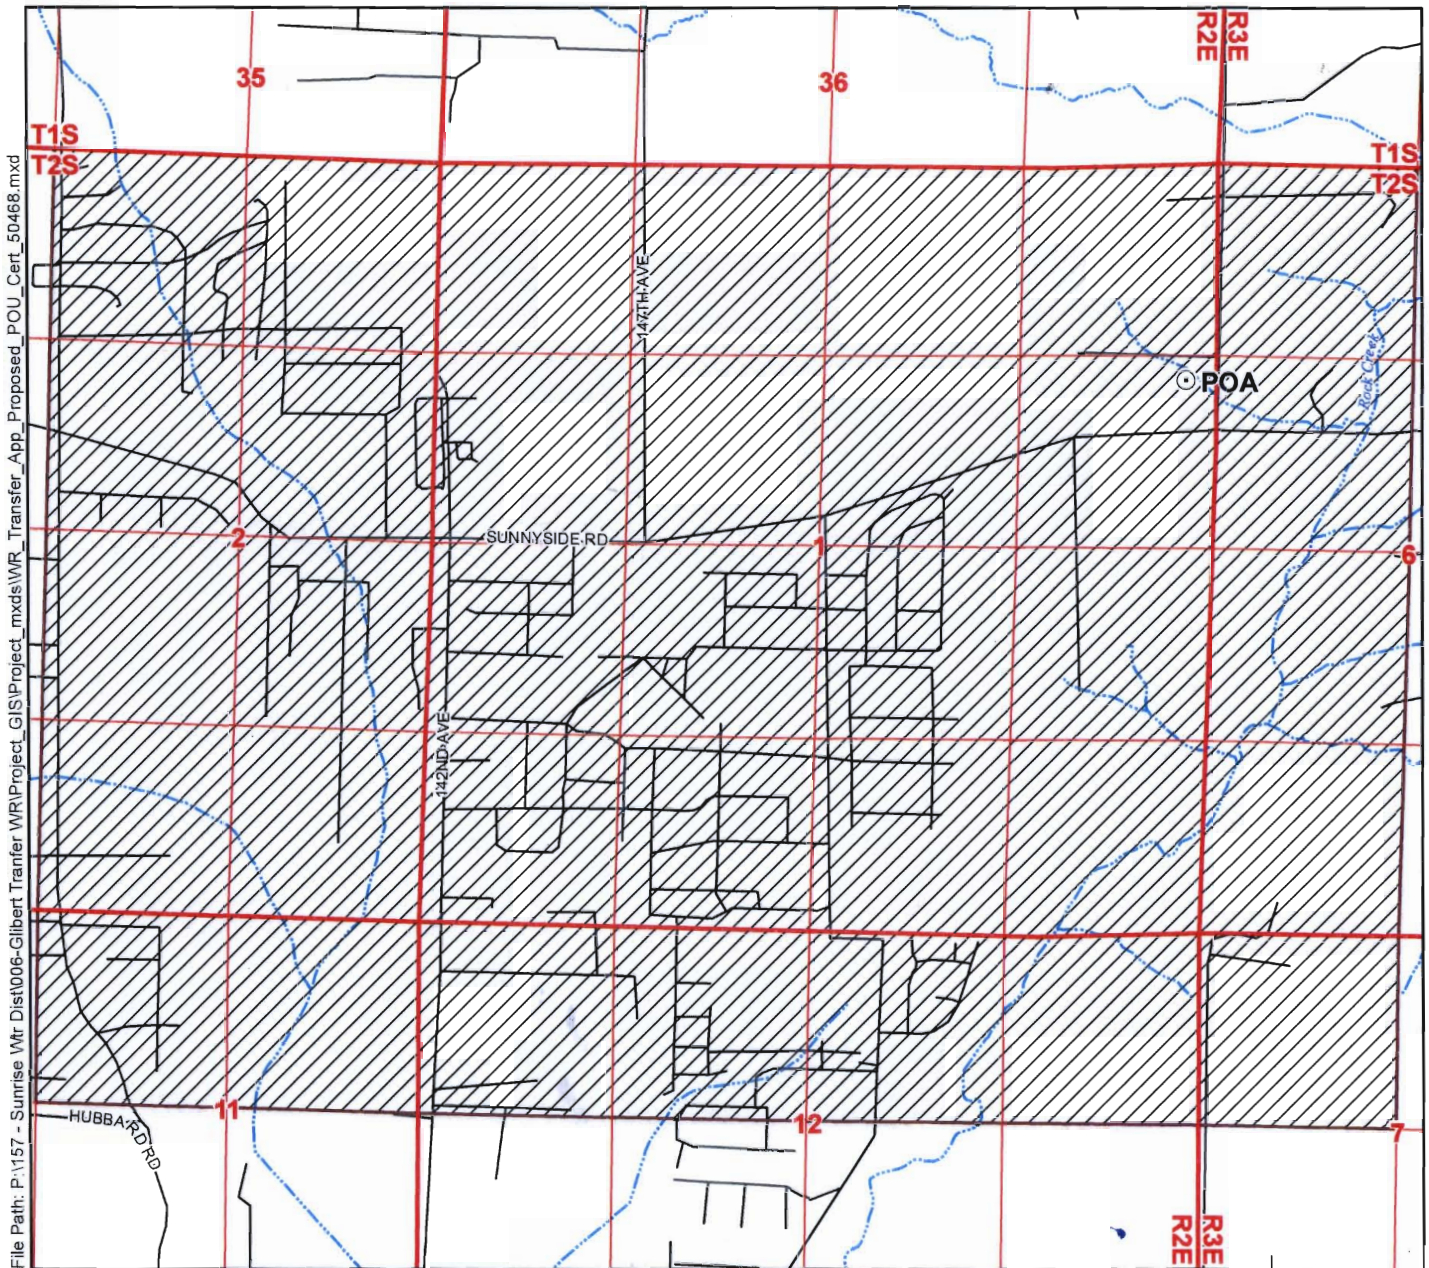 R2E
R3E
35
36
T1S
T1S
T2S
T2S
147TH AVE
POA
Rock Creek
2
SUNNYSIDE RD
1
6
142ND AVE
11
HUBBARD RD
12
7
R2E
R3E
File Path: P:\157 - Sunrise Wtr Dist\006-Gilbert Tranfer WR\Project_GIS\Project_mxds\WR_Transfer_App_Proposed_POU_Cert_50468.mxd